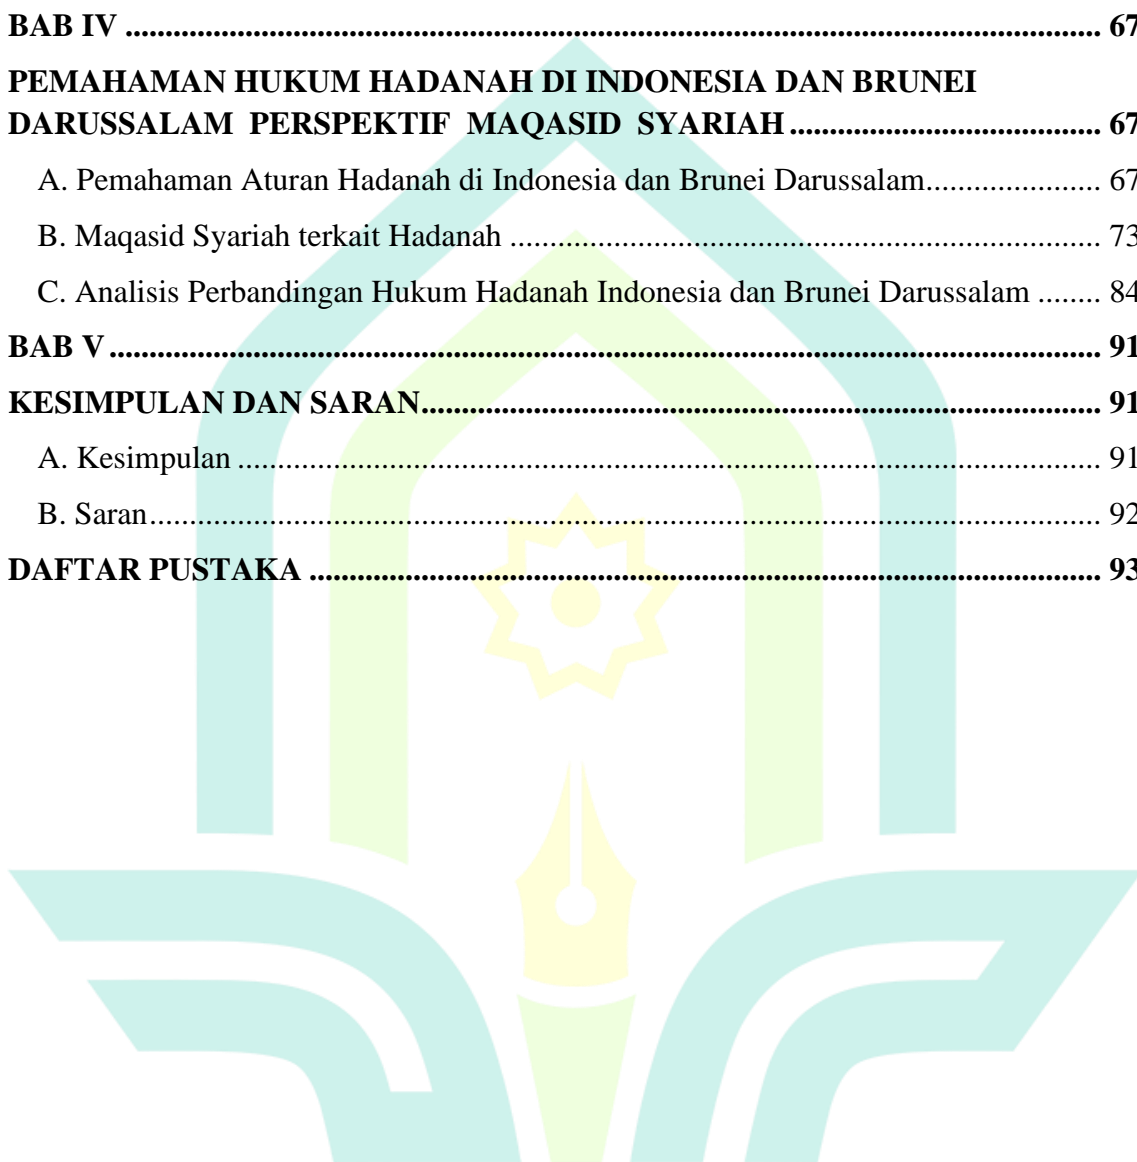 BAB IV ........................................................................................................................... 67
PEMAHAMAN HUKUM HADANAH DI INDONESIA DAN BRUNEI
DARUSSALAM PERSPEKTIF MAQASID SYARIAH ....................................... 67
A. Pemahaman Aturan Hadanah di Indonesia dan Brunei Darussalam...................... 67
B. Maqasid Syariah terkait Hadanah .......................................................................... 73
C. Analisis Perbandingan Hukum Hadanah Indonesia dan Brunei Darussalam ........ 84
BAB V ............................................................................................................................. 91
KESIMPULAN DAN SARAN...................................................................................... 91
A. Kesimpulan ............................................................................................................ 91
B. Saran....................................................................................................................... 92
DAFTAR PUSTAKA .................................................................................................... 93